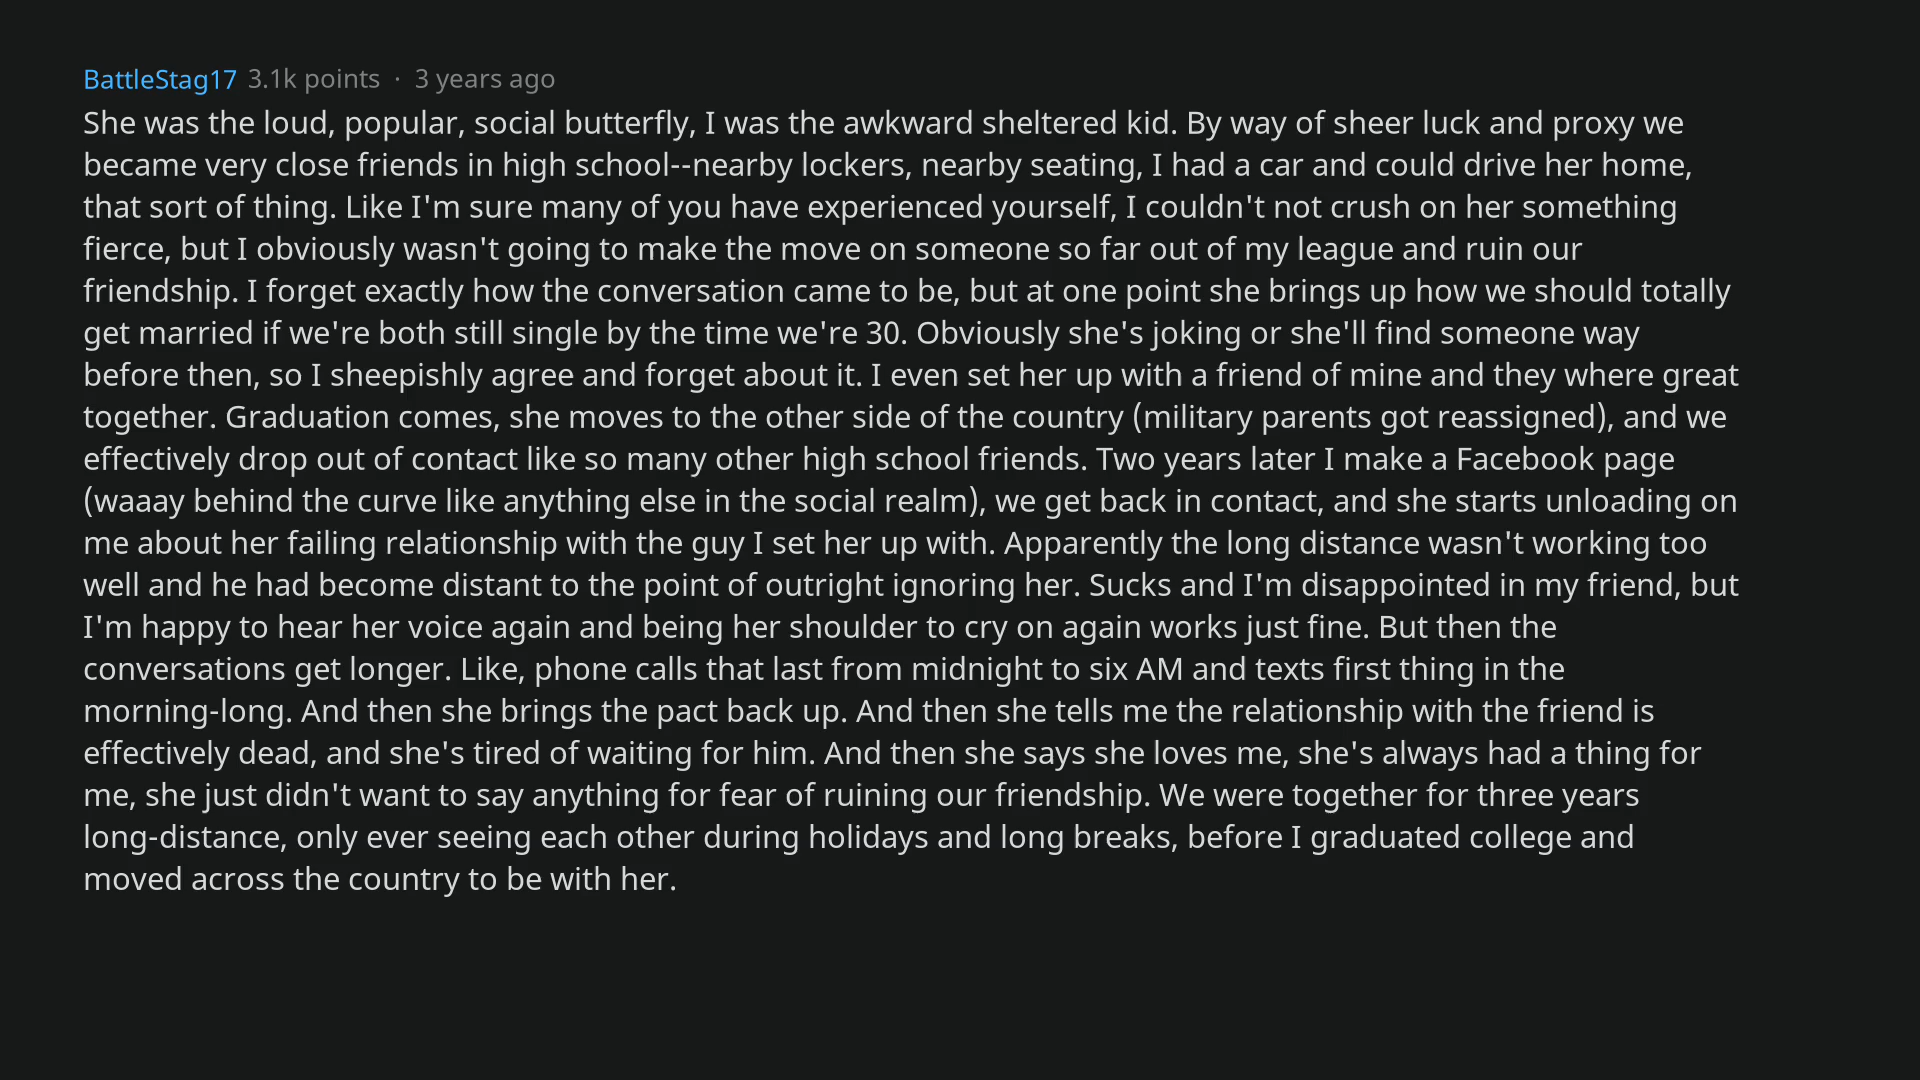 BattleStag17 3.1k points · 3 years ago
She was the loud, popular, social butterfly, I was the awkward sheltered kid. By way of sheer luck and proxy we
became very close friends in high school--nearby lockers, nearby seating, I had a car and could drive her home,
that sort of thing. Like I'm sure many of you have experienced yourself, I couldn't not crush on her something
fierce, but I obviously wasn't going to make the move on someone so far out of my league and ruin our
friendship. I forget exactly how the conversation came to be, but at one point she brings up how we should totally
get married if we're both still single by the time we're 30. Obviously she's joking or she'll find someone way
before then, so I sheepishly agree and forget about it. I even set her up with a friend of mine and they where great
together. Graduation comes, she moves to the other side of the country (military parents got reassigned), and we
effectively drop out of contact like so many other high school friends. Two years later I make a Facebook page
(waaay behind the curve like anything else in the social realm), we get back in contact, and she starts unloading on
me about her failing relationship with the guy I set her up with. Apparently the long distance wasn't working too
well and he had become distant to the point of outright ignoring her. Sucks and I'm disappointed in my friend, but
I'm happy to hear her voice again and being her shoulder to cry on again works just fine. But then the
conversations get longer. Like, phone calls that last from midnight to six AM and texts first thing in the
morning-long. And then she brings the pact back up. And then she tells me the relationship with the friend is
effectively dead, and she's tired of waiting for him. And then she says she loves me, she's always had a thing for
me, she just didn't want to say anything for fear of ruining our friendship. We were together for three years
long-distance, only ever seeing each other during holidays and long breaks, before I graduated college and
moved across the country to be with her.